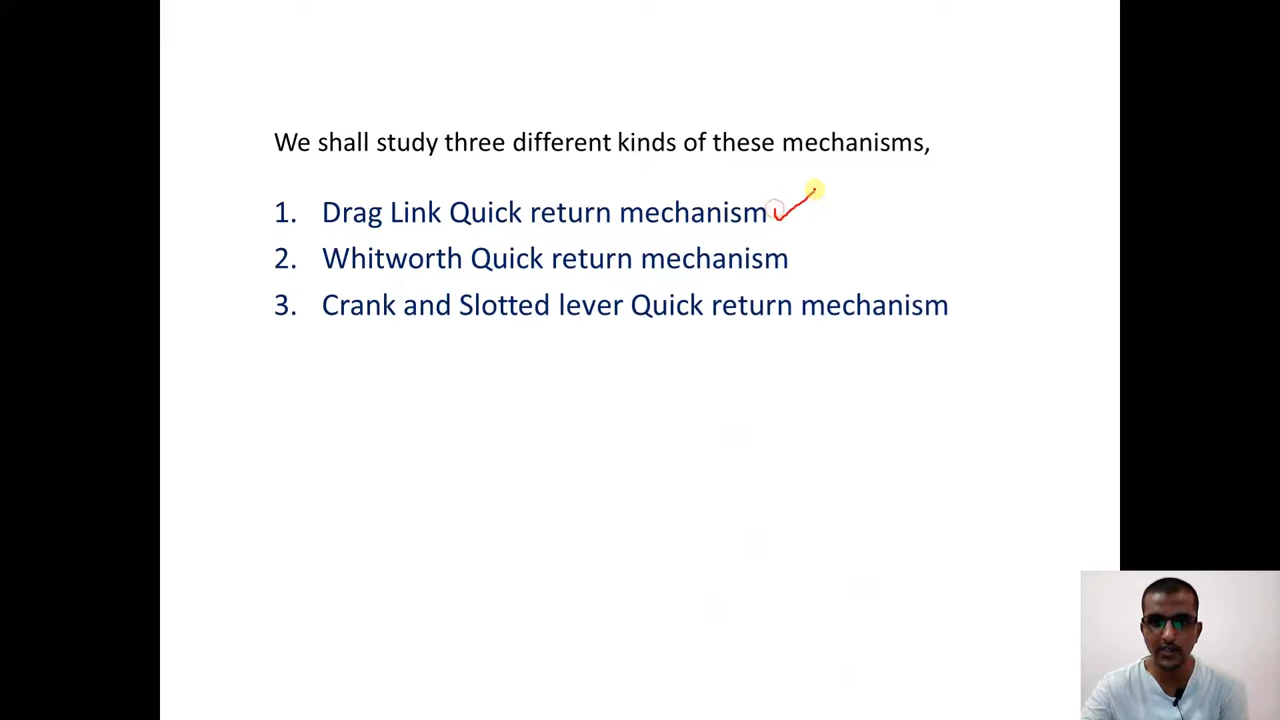 We shall study three different kinds of these mechanisms,
1. Drag Link Quick return mechanism
2. Whitworth Quick return mechanism
3. Crank and Slotted lever Quick return mechanism